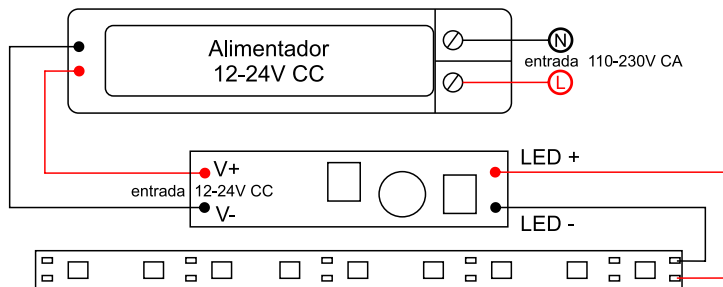 Alimentador
12-24V CC
N
entrada 110-230V CA
L
V+
LED +
entrada 12-24V CC
V-
LED -